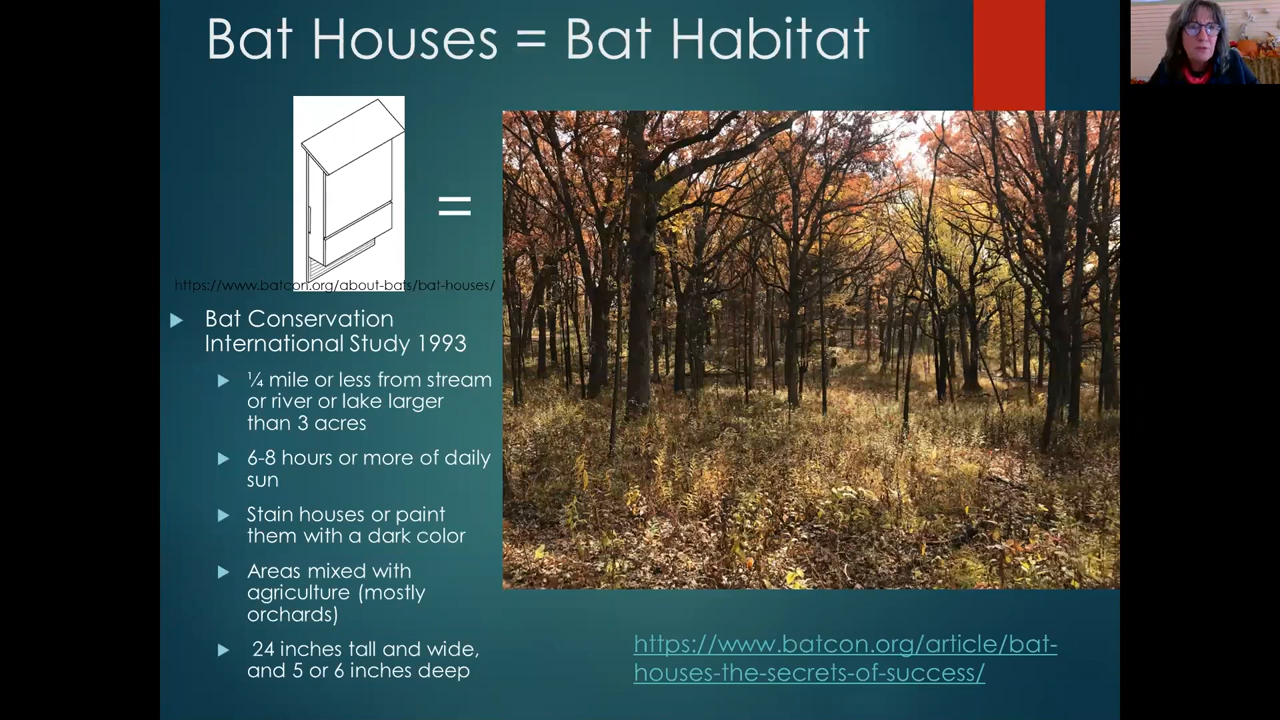 Bat Houses = Bat Habitat
=
https://www.batcon.org/about-bats/bat-houses/
Bat Conservation
International Study 1993
¼ mile or less from stream
or river or lake larger
than 3 acres
6-8 hours or more of daily
sun
Stain houses or paint
them with a dark color
Areas mixed with
agriculture (mostly
orchards)
24 inches tall and wide,
and 5 or 6 inches deep
https://www.batcon.org/article/bat-
houses-the-secrets-of-success/